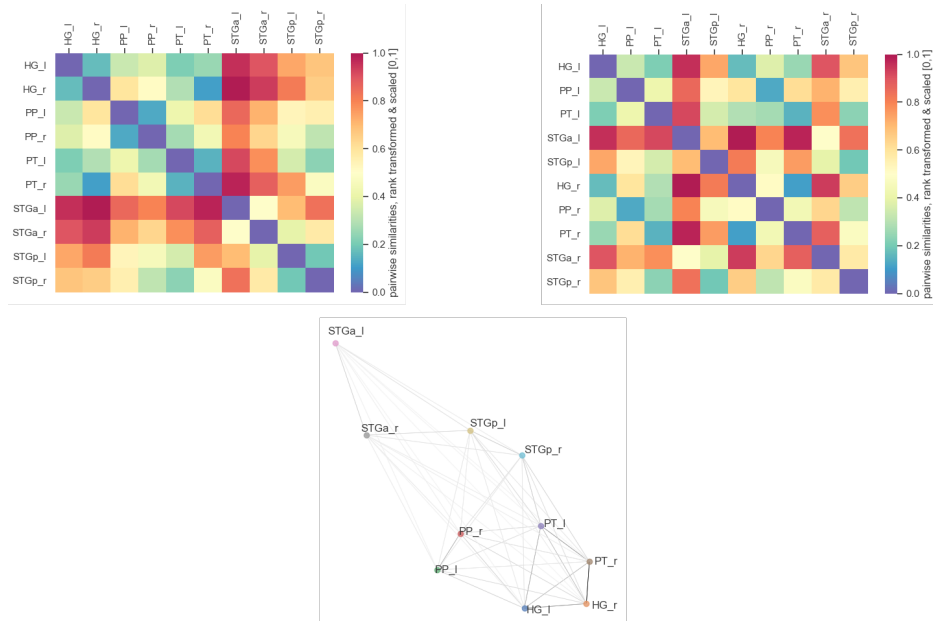 HG_l HG_r PP_l PP_r PT_l PT_r STGa_l STGa_r STGp_l STGp_r
HG_l
HG_r
PP_l
PP_r
PT_l
PT_r
STGa_l
STGa_r
STGp_l
STGp_r
1.0
0.8
0.6
0.4
0.2
0.0
pairwise similarities, rank transformed & scaled [0,1]
HG_l PP_l PT_l STGa_l STGp_l HG_r PP_r PT_r STGa_r STGp_r
HG_l
PP_l
PT_l
STGa_l
STGp_l
HG_r
PP_r
PT_r
STGa_r
STGp_r
1.0
0.8
0.6
0.4
0.2
0.0
pairwise similarities, rank transformed & scaled [0,1]
STGa_l
STGp_l
STGa_r
STGp_r
PT_l
PP_r
PT_r
PP_l
HG_r
HG_l